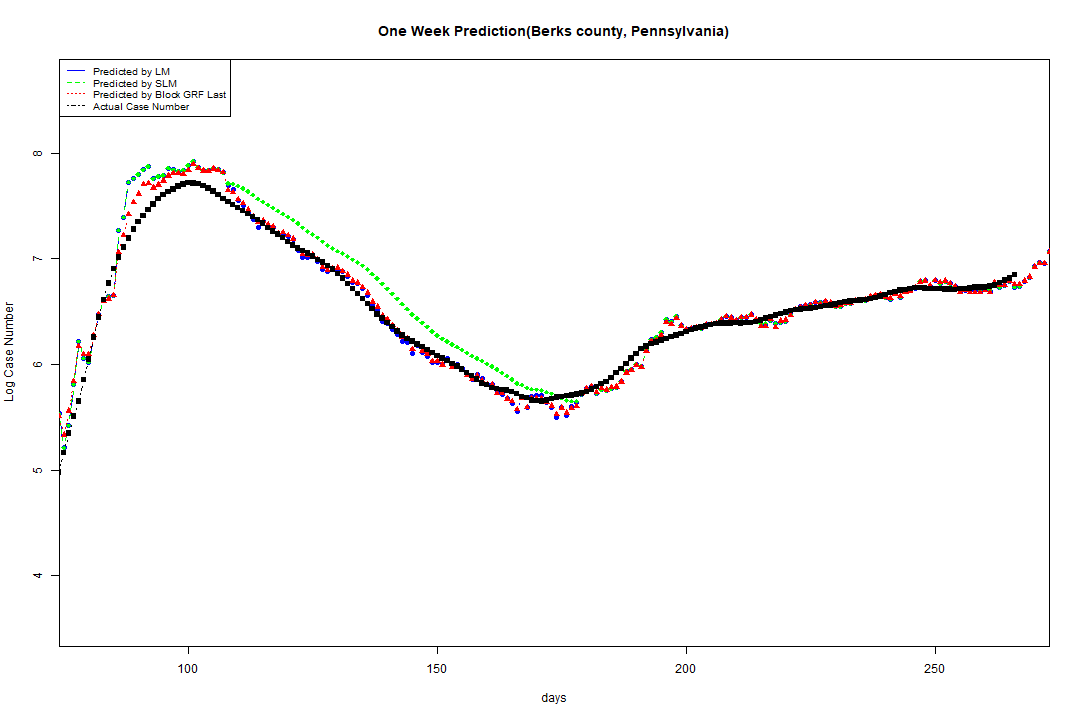 One Week Prediction(Berks county, Pennsylvania)
Predicted by LM
Predicted by SLM
Predicted by Block GRF Last
Actual Case Number
8
7
6
5
4
Log Case Number
100 150 200 250
days